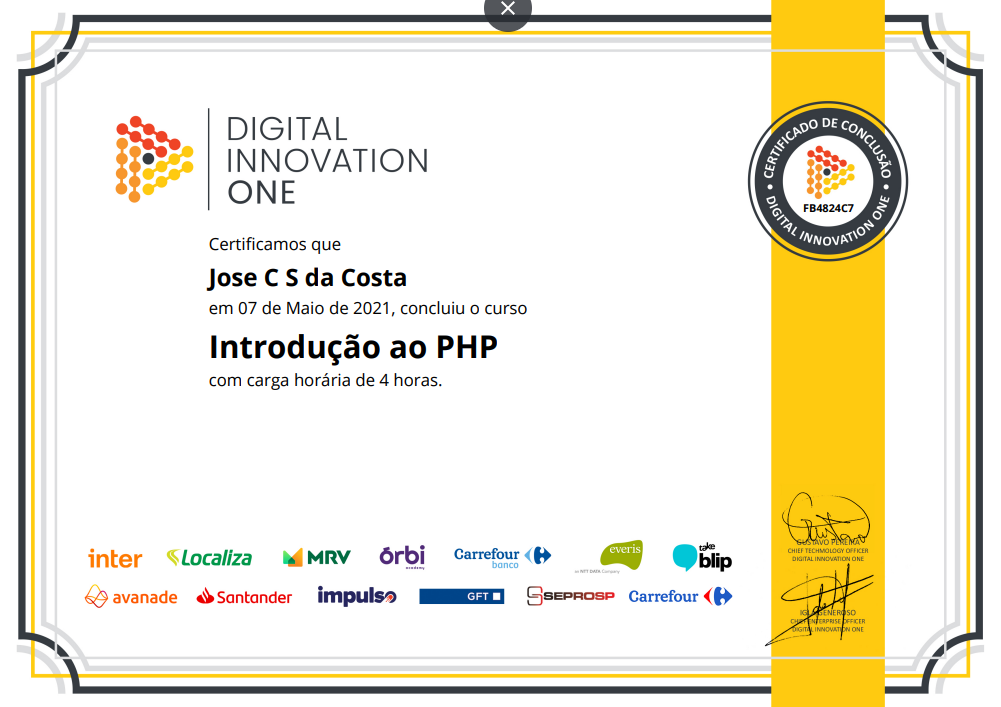 DIGITAL
INNOVATION
ONE
CERTIFICADO DE CONCLUSÃO
FB4824C7
DIGITAL INNOVATION ONE
Certificamos que
Jose C S da Costa
em 07 de Maio de 2021, concluiu o curso
Introdução ao PHP
com carga horária de 4 horas.
GUSTAVO PEREIRA
CHIEF TECHNOLOGY OFFICER
DIGITAL INNOVATION ONE
inter
Localiza
MRV
órbi
academy
Carrefour
banco
everis
an NTT DATA Company
take
blip
avanade
Santander
impulso
GFT
SEPROSP
Carrefour
GENEROSO
CHIEF ENTERPRISE OFFICER
DIGITAL INNOVATION ONE